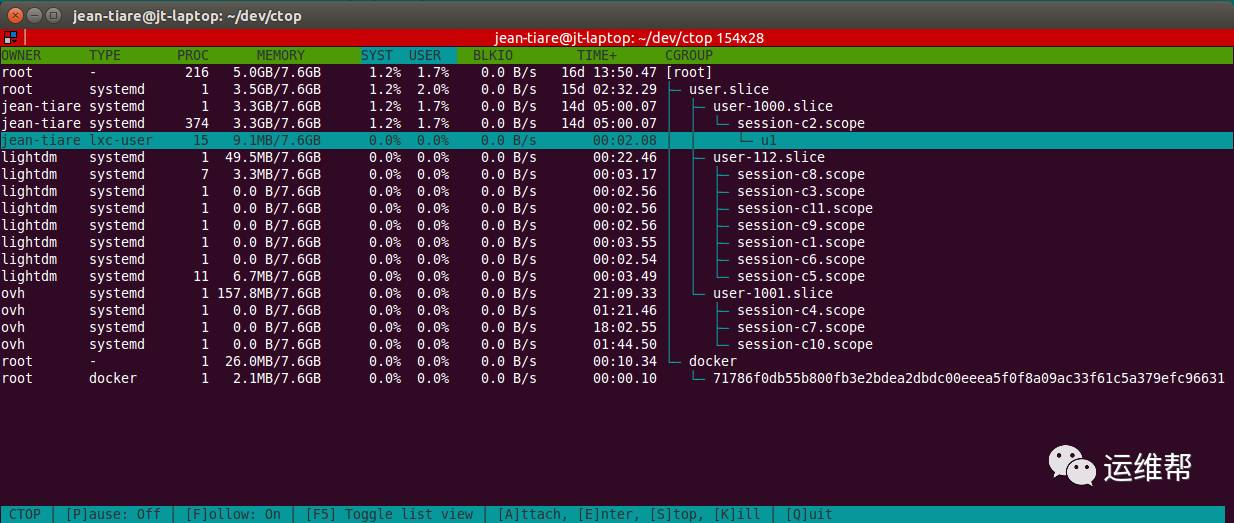 jean-tiare@jt-laptop: ~/dev/ctop
jean-tiare@jt-laptop: ~/dev/ctop 154x28
OWNER TYPE PROC MEMORY SYST USER BLKIO TIME+ CGROUP
root - 216 5.0GB/7.6GB 1.2% 1.7% 0.0 B/s 16d 13:50.47 [root]
root systemd 1 3.5GB/7.6GB 1.2% 2.0% 0.0 B/s 15d 02:32.29 user.slice
jean-tiare systemd 1 3.3GB/7.6GB 1.2% 1.7% 0.0 B/s 14d 05:00.07 user-1000.slice
jean-tiare systemd 374 3.3GB/7.6GB 1.2% 1.7% 0.0 B/s 14d 05:00.07 session-c2.scope
jean-tiare lxc-user 15 9.1MB/7.6GB 0.0% 0.0% 0.0 B/s 00:02.08 u1
lightdm systemd 1 49.5MB/7.6GB 0.0% 0.0% 0.0 B/s 00:22.46 user-112.slice
lightdm systemd 7 3.3MB/7.6GB 0.0% 0.0% 0.0 B/s 00:03.17 session-c8.scope
lightdm systemd 1 0.0 B/7.6GB 0.0% 0.0% 0.0 B/s 00:02.56 session-c3.scope
lightdm systemd 1 0.0 B/7.6GB 0.0% 0.0% 0.0 B/s 00:02.56 session-c11.scope
lightdm systemd 1 0.0 B/7.6GB 0.0% 0.0% 0.0 B/s 00:02.56 session-c9.scope
lightdm systemd 1 0.0 B/7.6GB 0.0% 0.0% 0.0 B/s 00:03.55 session-c1.scope
lightdm systemd 1 0.0 B/7.6GB 0.0% 0.0% 0.0 B/s 00:02.54 session-c6.scope
lightdm systemd 11 6.7MB/7.6GB 0.0% 0.0% 0.0 B/s 00:03.49 session-c5.scope
ovh systemd 1 157.8MB/7.6GB 0.0% 0.0% 0.0 B/s 21:09.33 user-1001.slice
ovh systemd 1 0.0 B/7.6GB 0.0% 0.0% 0.0 B/s 01:21.46 session-c4.scope
ovh systemd 1 0.0 B/7.6GB 0.0% 0.0% 0.0 B/s 18:02.55 session-c7.scope
ovh systemd 1 0.0 B/7.6GB 0.0% 0.0% 0.0 B/s 01:44.50 session-c10.scope
root - 1 26.0MB/7.6GB 0.0% 0.0% 0.0 B/s 00:10.34 docker
root docker 1 2.1MB/7.6GB 0.0% 0.0% 0.0 B/s 00:00.10 71786f0db55b800fb3e2bdea2dbdc00eeea5f0f8a09ac33f61c5a379efc96631
运维帮
CTOP | [P]ause: Off | [F]ollow: On | [F5] Toggle list view | [A]ttach, [E]nter, [S]top, [K]ill | [Q]uit